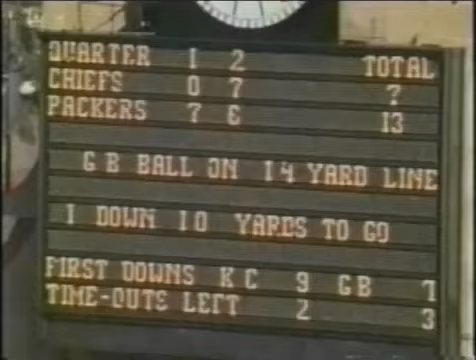 QUARTER 1 2 TOTAL
CHIEFS 0 7 7
PACKERS 7 6 13
G B BALL ON 14 YARD LINE
1 DOWN 10 YARDS TO GO
FIRST DOWNS K C 9 G B 7
TIME-OUTS LEFT 2 3